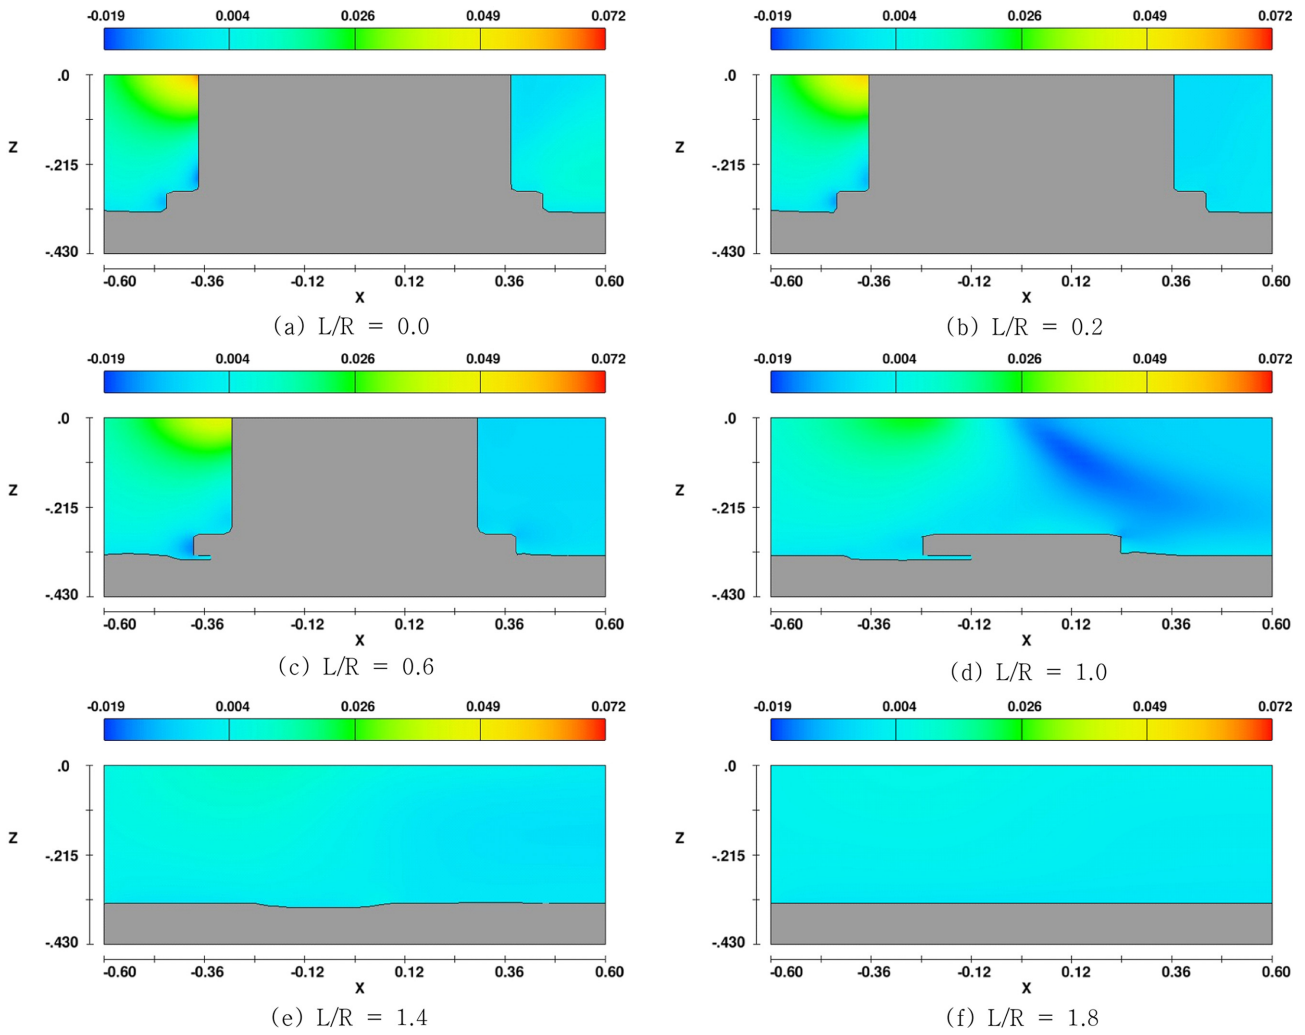 -0.019 0.004 0.026 0.049 0.072
-0.019 0.004 0.026 0.049 0.072
.0
Z
-.215
-.430
-0.60 -0.36 -0.12 0.12 0.36 0.60
X
(a) L/R = 0.0
.0
Z
-.215
-.430
-0.60 -0.36 -0.12 0.12 0.36 0.60
X
(b) L/R = 0.2
-0.019 0.004 0.026 0.049 0.072
-0.019 0.004 0.026 0.049 0.072
.0
Z
-.215
-.430
-0.60 -0.36 -0.12 0.12 0.36 0.60
X
(c) L/R = 0.6
.0
Z
-.215
-.430
-0.60 -0.36 -0.12 0.12 0.36 0.60
X
(d) L/R = 1.0
-0.019 0.004 0.026 0.049 0.072
-0.019 0.004 0.026 0.049 0.072
.0
Z
-.215
-.430
-0.60 -0.36 -0.12 0.12 0.36 0.60
X
(e) L/R = 1.4
.0
Z
-.215
-.430
-0.60 -0.36 -0.12 0.12 0.36 0.60
X
(f) L/R = 1.8